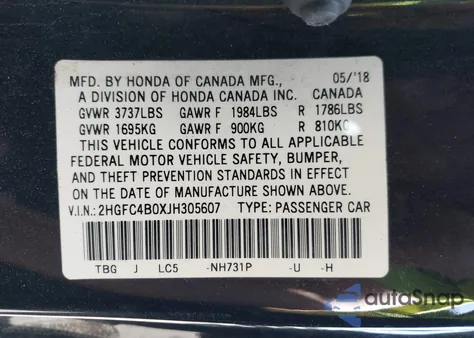 MFD. BY HONDA OF CANADA MFG., 05/'18
A DIVISION OF HONDA CANADA INC. CANADA
GVWR 3737LBS GAWR F 1984LBS R 1786LBS
GVWR 1695KG GAWR F 900KG R 810KG
THIS VEHICLE CONFORMS TO ALL APPLICABLE
FEDERAL MOTOR VEHICLE SAFETY, BUMPER,
AND THEFT PREVENTION STANDARDS IN EFFECT
ON THE DATE OF MANUFACTURE SHOWN ABOVE.
V.I.N.: 2HGFC4B0XJH305607 TYPE: PASSENGER CAR
TBG J LC5 -NH731P -U -H
autoSnap